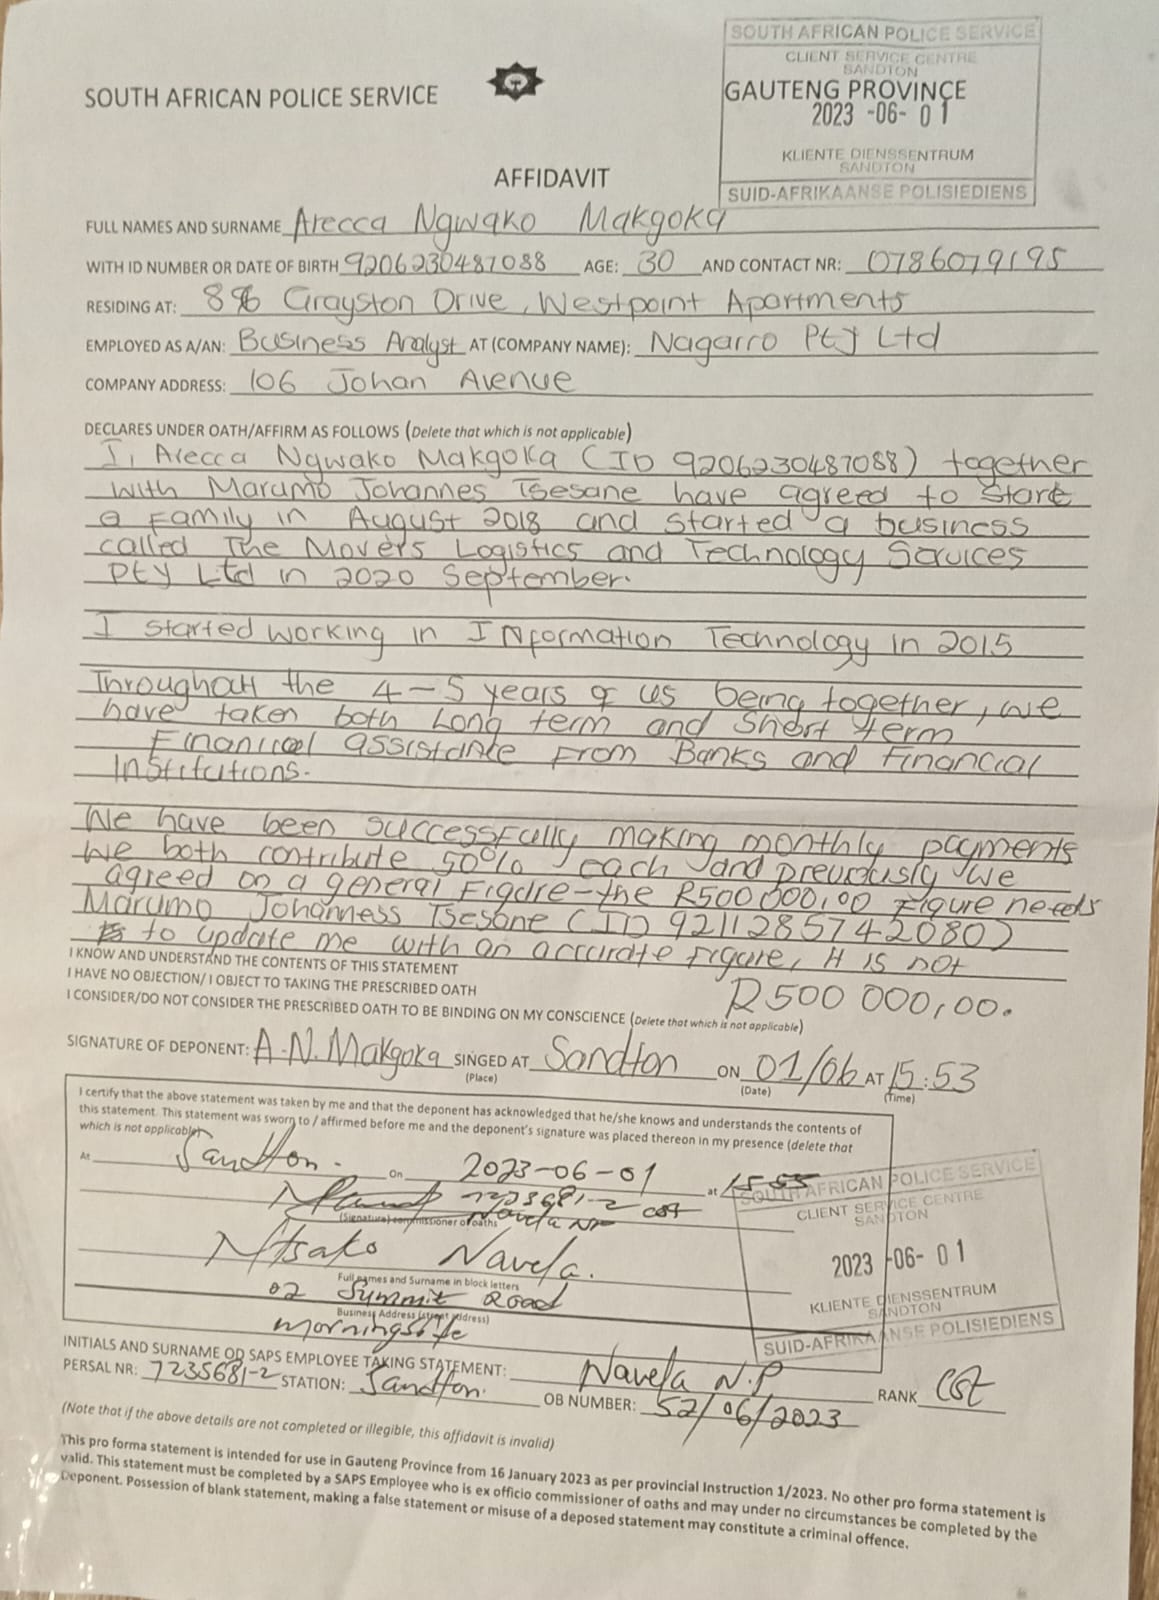 SOUTH AFRICAN POLICE SERVICE
CLIENT SERVICE CENTRE
SANDTON
GAUTENG PROVINCE
2023 -06- 01
KLIENTE DIENSSENTRUM
SANDTON
SUID-AFRIKAANSE POLISIEDIENS
SOUTH AFRICAN POLICE SERVICE
AFFIDAVIT
FULL NAMES AND SURNAME Arecca Ngwako Makgoka
WITH ID NUMBER OR DATE OF BIRTH 9206230487088 AGE: 30 AND CONTACT NR: 0786079195
RESIDING AT: Grayston Drive, Westpoint Apartments
EMPLOYED AS A/AN: Business Analyst AT (COMPANY NAME): Nagarro Pty Ltd
COMPANY ADDRESS: 106 Johan Avenue
DECLARES UNDER OATH/AFFIRM AS FOLLOWS (Delete that which is not applicable)
I, Arecca Ngwako Makgoka (ID 9206230487088) together
with Marumo Johannes Tsesane have agreed to start
a family in August 2018 and started a business
called The Movers Logistics and Technology Services
Pty Ltd in 2020 September.
I started working in Information Technology in 2015
Throughout the 4-5 years of us being together, we
have taken both Long term and Short term
Financial assistance From Banks and Financial
Institutions.
We have been successfully making monthly payments
we both contribute 50% each and previously we
agreed on a general Figure - the R500 000,00 Figure needs
Marumo Johanness Tsesane (ID 9211285742080)
to update me with an accurate figure, it is not
R500 000,00.
I KNOW AND UNDERSTAND THE CONTENTS OF THIS STATEMENT
I HAVE NO OBJECTION/ I OBJECT TO TAKING THE PRESCRIBED OATH
I CONSIDER/DO NOT CONSIDER THE PRESCRIBED OATH TO BE BINDING ON MY CONSCIENCE (Delete that which is not applicable)
SIGNATURE OF DEPONENT: A.N. Makgoka SINGED AT Sandton ON 01/06 AT 15:53
(Place) (Date) (Time)
I certify that the above statement was taken by me and that the deponent has acknowledged that he/she knows and understands the contents of
this statement. This statement was sworn to / affirmed before me and the deponent's signature was placed thereon in my presence (delete that
which is not applicable)
At Sandton. On 2023-06-01 at 15 55
7235681-2 cst
Navela NP
(Signature) commissioner of oaths
Ntsako Navela.
Full names and Surname in block letters
02 Summit Road
Business Address (street address)
morningside
SOUTH AFRICAN POLICE SERVICE
CLIENT SERVICE CENTRE
SANDTON
2023 -06- 01
KLIENTE DIENSSENTRUM
SANDTON
SUID-AFRIKAANSE POLISIEDIENS
INITIALS AND SURNAME OD SAPS EMPLOYEE TAKING STATEMENT: Navela N.P RANK Cst
PERSAL NR: 7235681-2 STATION: Sandton. OB NUMBER: 52/06/2023
(Note that if the above details are not completed or illegible, this affidavit is invalid)
This pro forma statement is intended for use in Gauteng Province from 16 January 2023 as per provincial Instruction 1/2023. No other pro forma statement is
valid. This statement must be completed by a SAPS Employee who is ex officio commissioner of oaths and may under no circumstances be completed by the
Deponent. Possession of blank statement, making a false statement or misuse of a deposed statement may constitute a criminal offence.